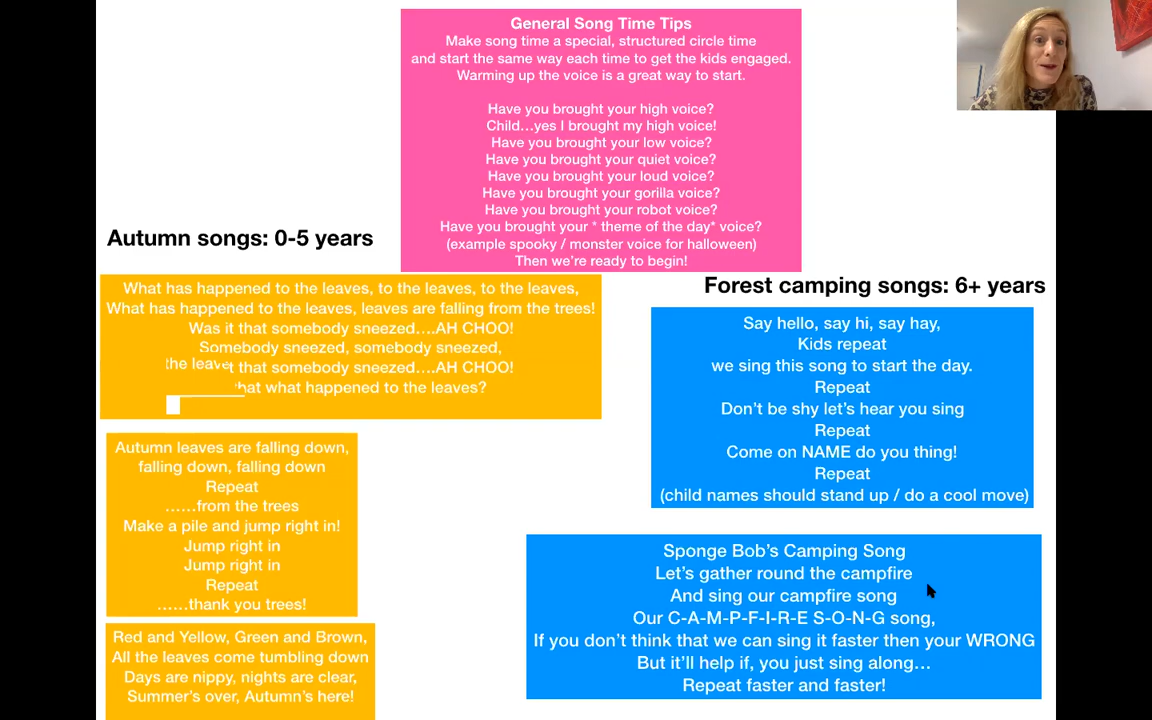 General Song Time Tips
Make song time a special, structured circle time
and start the same way each time to get the kids engaged.
Warming up the voice is a great way to start.
Have you brought your high voice?
Child…yes I brought my high voice!
Have you brought your low voice?
Have you brought your quiet voice?
Have you brought your loud voice?
Have you brought your gorilla voice?
Have you brought your robot voice?
Have you brought your * theme of the day* voice?
(example spooky / monster voice for halloween)
Then we’re ready to begin!
Autumn songs: 0-5 years
What has happened to the leaves, to the leaves, to the leaves,
What has happened to the leaves, leaves are falling from the trees!
Was it that somebody sneezed….AH CHOO!
Somebody sneezed, somebody sneezed,
that somebody sneezed….AH CHOO!
the
what happened to the leaves?
Autumn leaves are falling down,
falling down, falling down
Repeat
……from the trees
Make a pile and jump right in!
Jump right in
Jump right in
Repeat
……thank you trees!
Red and Yellow, Green and Brown,
All the leaves come tumbling down
Days are nippy, nights are clear,
Summer’s over, Autumn’s here!
Forest camping songs: 6+ years
Say hello, say hi, say hay,
Kids repeat
we sing this song to start the day.
Repeat
Don’t be shy let’s hear you sing
Repeat
Come on NAME do you thing!
Repeat
(child names should stand up / do a cool move)
Sponge Bob’s Camping Song
Let’s gather round the campfire
And sing our campfire song
Our C-A-M-P-F-I-R-E S-O-N-G song,
If you don’t think that we can sing it faster then your WRONG
But it’ll help if, you just sing along…
Repeat faster and faster!